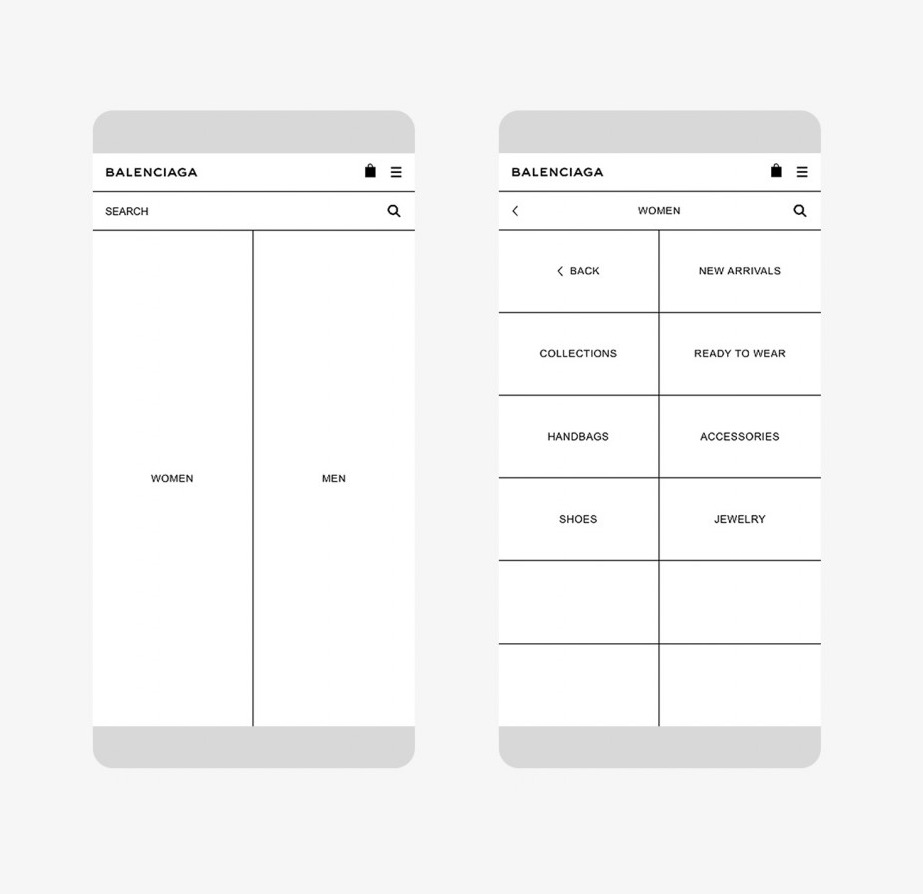 BALENCIAGA
SEARCH
WOMEN
MEN
BALENCIAGA
WOMEN
BACK
NEW ARRIVALS
COLLECTIONS
READY TO WEAR
HANDBAGS
ACCESSORIES
SHOES
JEWELRY